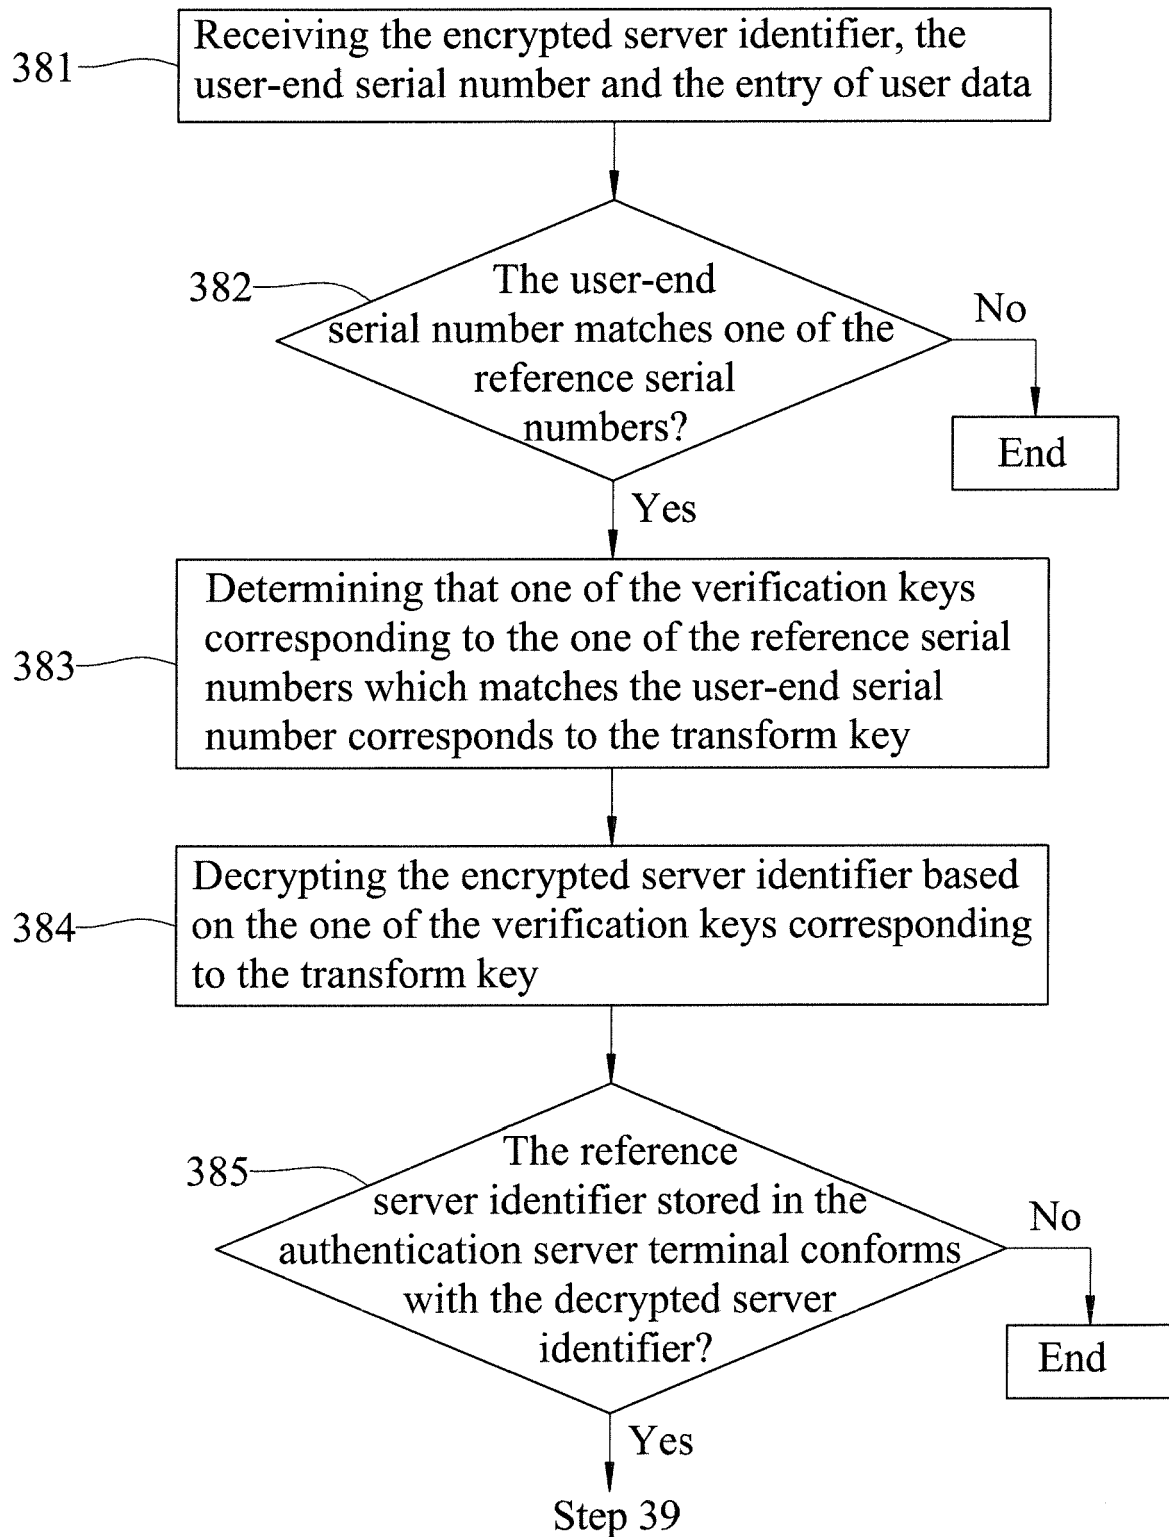 381
Receiving the encrypted server identifier, the
user-end serial number and the entry of user data
382
The user-end
serial number matches one of the
reference serial
numbers?
No
End
Yes
383
Determining that one of the verification keys
corresponding to the one of the reference serial
numbers which matches the user-end serial
number corresponds to the transform key
384
Decrypting the encrypted server identifier based
on the one of the verification keys corresponding
to the transform key
385
The reference
server identifier stored in the
authentication server terminal conforms
with the decrypted server
identifier?
No
End
Yes
Step 39